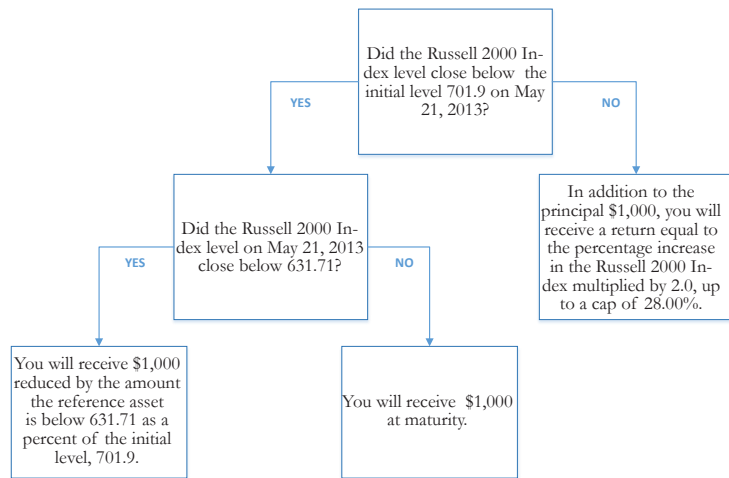 Did the Russell 2000 In-
dex level close below the
initial level 701.9 on May
21, 2013?
YES
NO
Did the Russell 2000 In-
dex level on May 21, 2013
close below 631.71?
In addition to the
principal $1,000, you will
receive a return equal to
the percentage increase
in the Russell 2000 In-
dex multiplied by 2.0, up
to a cap of 28.00%.
YES
NO
You will receive $1,000
reduced by the amount
the reference asset
is below 631.71 as a
percent of the initial
level, 701.9.
You will receive $1,000
at maturity.